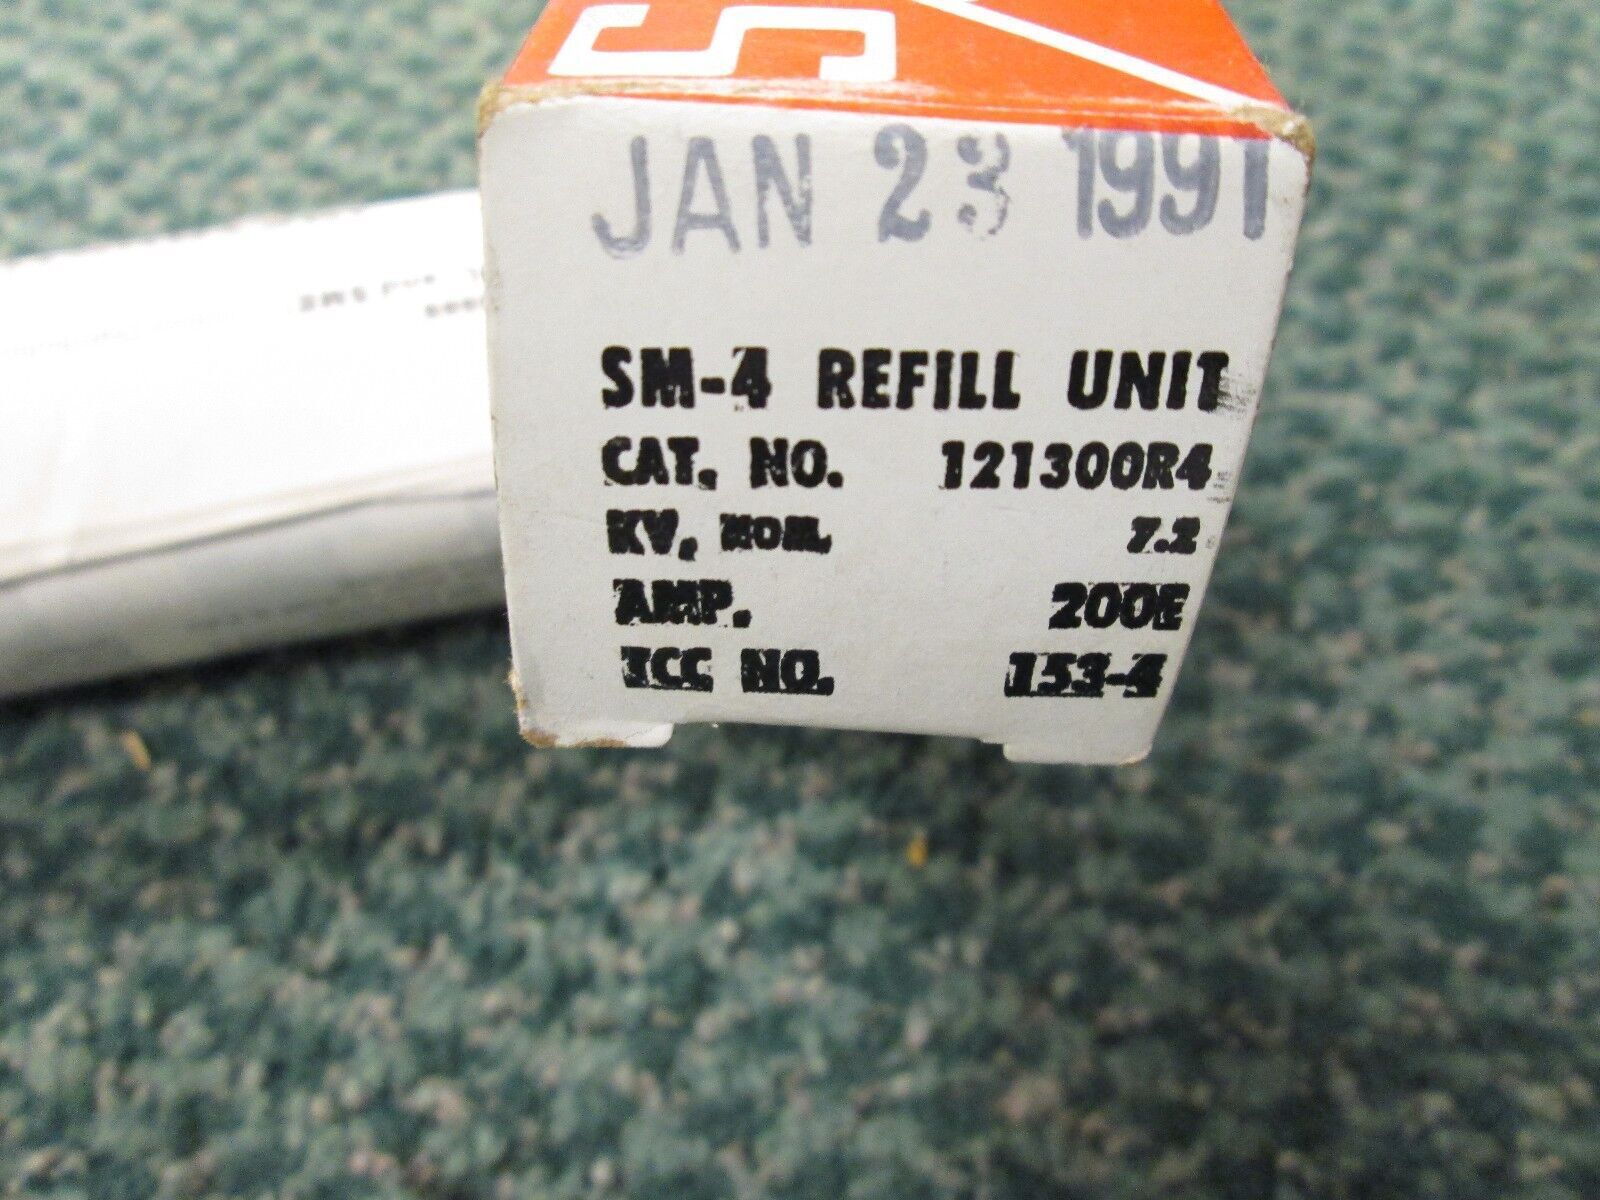 S
JAN 23 1991
SM-4 REFILL UNIT
CAT. NO. 121300R4
KV, NOM. 7.2
AMP. 200E
TCC NO. 153-4